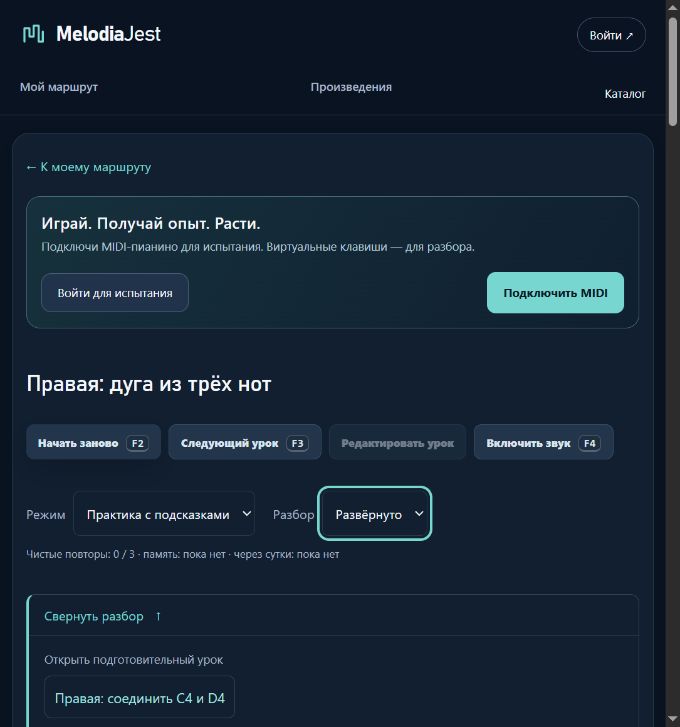 MelodiaJest
Войти ↗
Мой маршрут
Произведения
Каталог
← К моему маршруту
Играй. Получай опыт. Расти.
Подключи MIDI-пианино для испытания. Виртуальные клавиши — для разбора.
Войти для испытания
Подключить MIDI
Правая: дуга из трёх нот
Начать заново F2
Следующий урок F3
Редактировать урок
Включить звук F4
Режим
Практика с подсказками
Разбор
Развёрнуто
Чистые повторы: 0 / 3 · память: пока нет · через сутки: пока нет
Свернуть разбор ↑
Открыть подготовительный урок
Правая: соединить C4 и D4